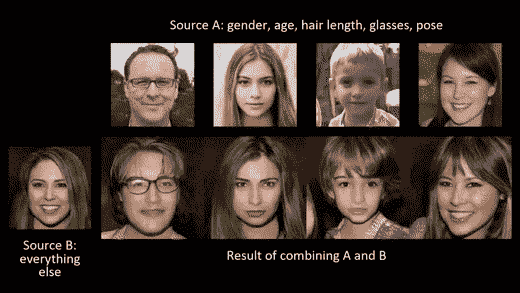 Source A: gender, age, hair length, glasses, pose
Source B:
everything
else
Result of combining A and B